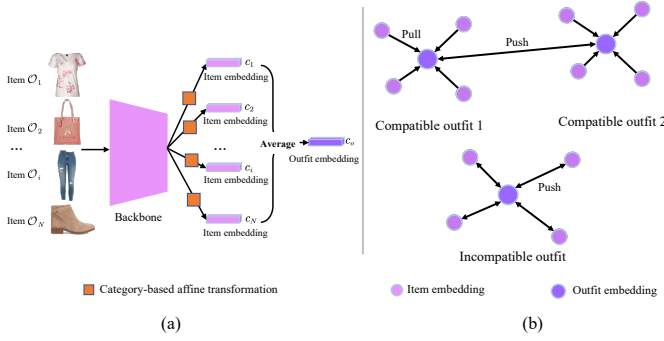 Item O₁
Item O₂
...
Item Oᵢ
Item O_N
Backbone
c₁
Item embedding
c₂
Item embedding
...
cᵢ
Item embedding
c_N
Item embedding
Average
cₒ
Outfit embedding
Category-based affine transformation
(a)
Pull
Push
Compatible outfit 1
Compatible outfit 2
Push
Incompatible outfit
Item embedding
Outfit embedding
(b)